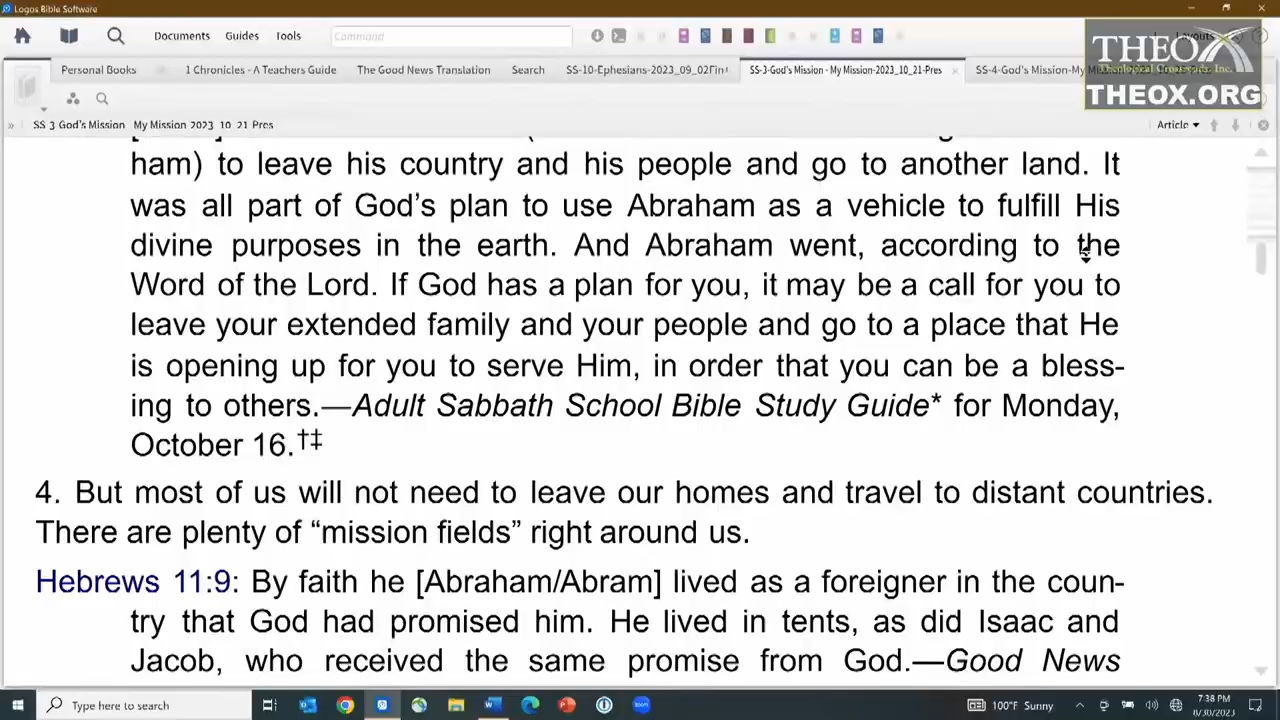 Logos Bible Software
Documents Guides Tools Command
THEOX
Theological Crossroads, Inc.
THEOX.ORG
Personal Books 1 Chronicles - A Teachers Guide Search SS-10-Ephesians-2023_09_02Fin SS-3-God's Mission - My Mission-2023_10_21-Pres SS-4-God's Mission-My
SS 3 God's Mission My Mission 2023 10 21 Pres Article
ham) to leave his country and his people and go to another land. It
was all part of God's plan to use Abraham as a vehicle to fulfill His
divine purposes in the earth. And Abraham went, according to the
Word of the Lord. If God has a plan for you, it may be a call for you to
leave your extended family and your people and go to a place that He
is opening up for you to serve Him, in order that you can be a bless-
ing to others.—Adult Sabbath School Bible Study Guide* for Monday,
October 16.†‡
4. But most of us will not need to leave our homes and travel to distant countries.
There are plenty of “mission fields” right around us.
Hebrews 11:9: By faith he [Abraham/Abram] lived as a foreigner in the coun-
try that God had promised him. He lived in tents, as did Isaac and
Jacob, who received the same promise from God.—Good News
Type here to search 100°F Sunny 7:38 PM
8/30/2023